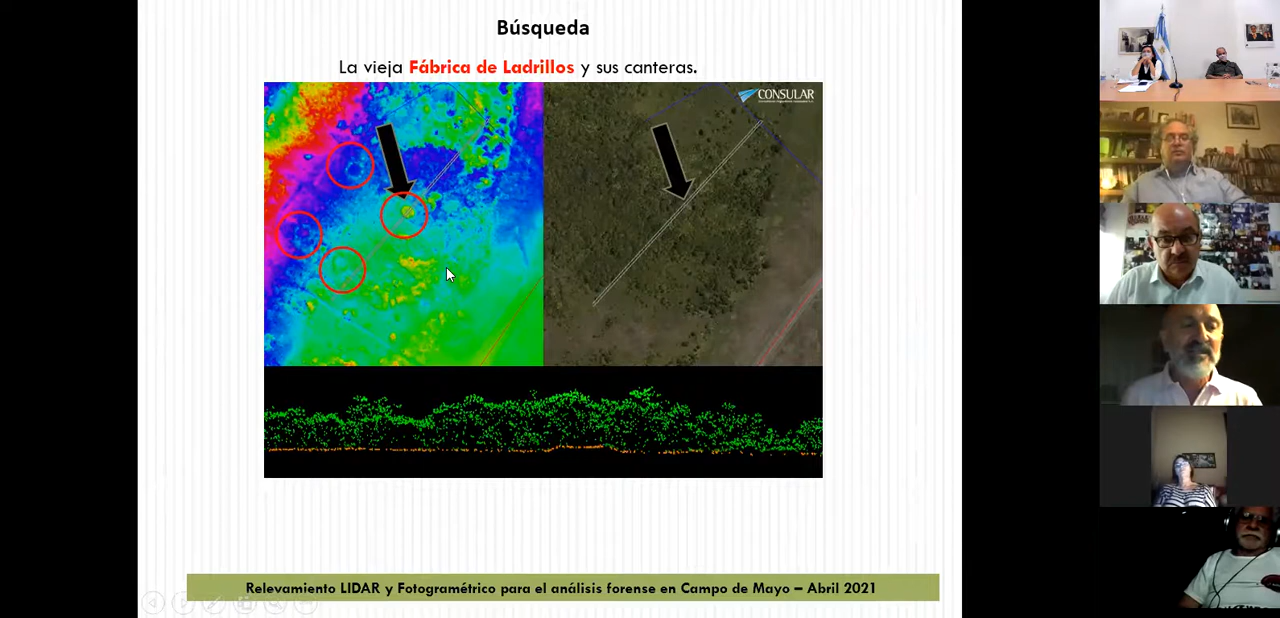 Búsqueda
La vieja Fábrica de Ladrillos y sus canteras.
CONSULAR
Relevamiento LIDAR y Fotogramétrico para el análisis forense en Campo de Mayo – Abril 2021